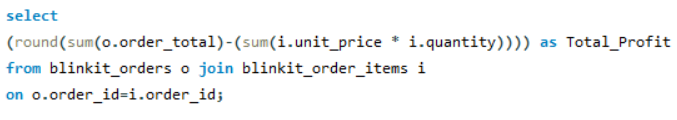 select
(round(sum(o.order_total)-(sum(i.unit_price * i.quantity)))) as Total_Profit
from blinkit_orders o join blinkit_order_items i
on o.order_id=i.order_id;